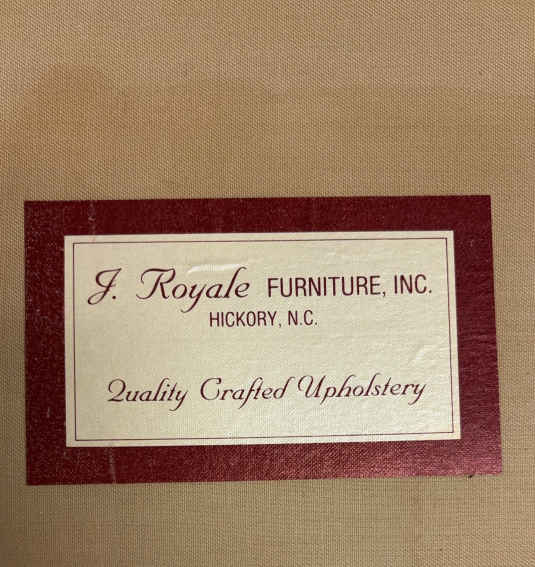 J. Royale FURNITURE, INC.
HICKORY, N.C.
Quality Crafted Upholstery